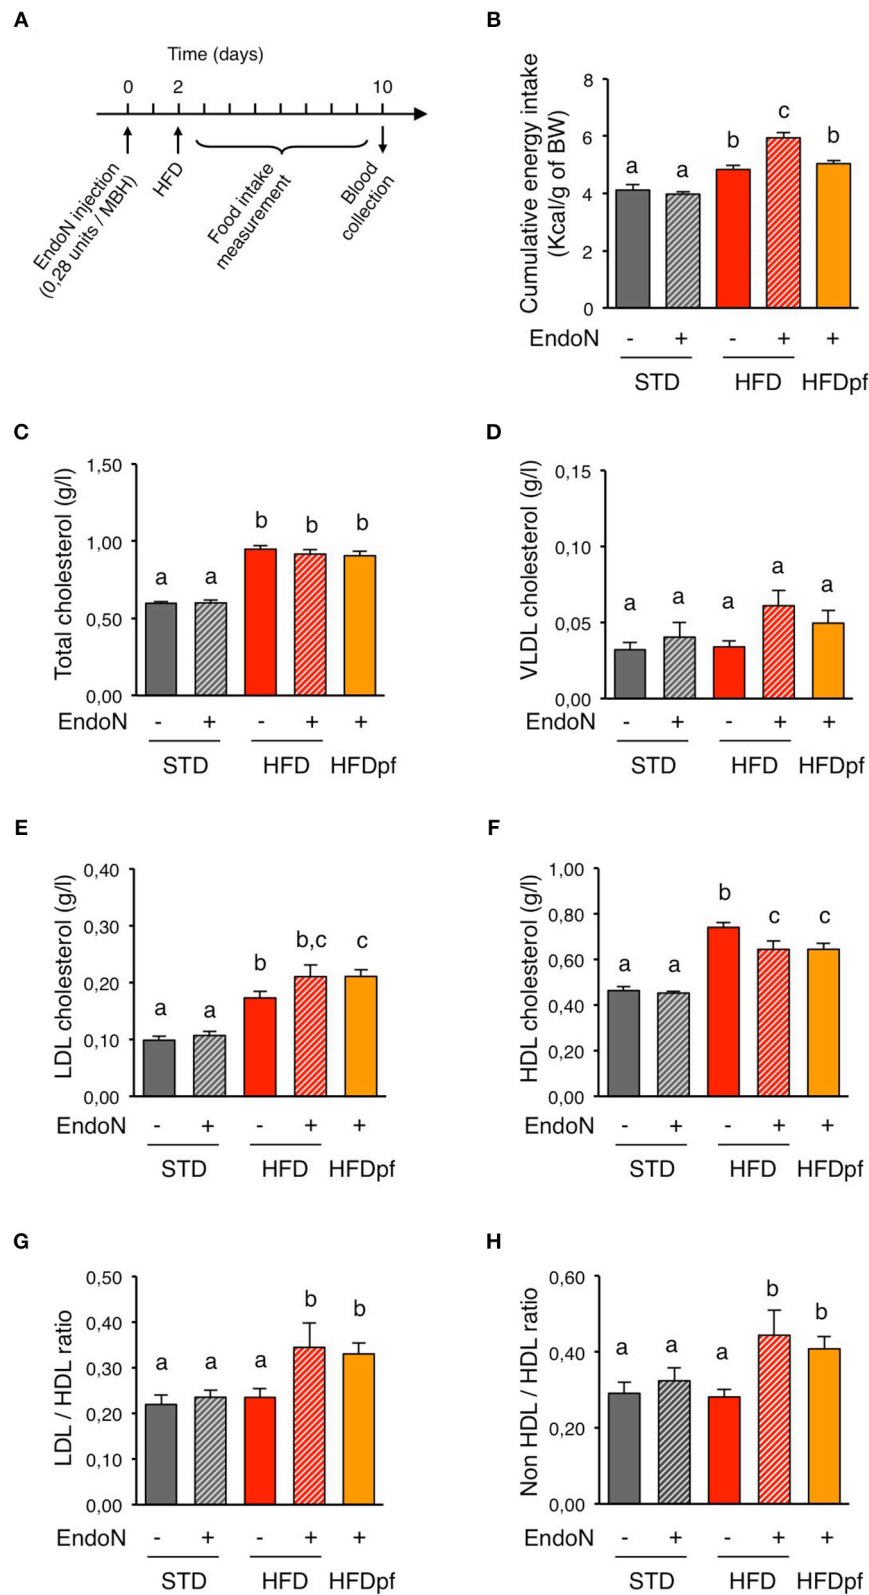 A
Time (days)
0 2 10
EndoN injection
(0,28 units / MBH)
HFD
Food intake
measurement
Blood
collection
B
Cumulative energy intake
(Kcal/g of BW)
8
6
4
2
0
a a b c b
EndoN - + - + +
STD HFD HFDpf
C
Total cholesterol (g/l)
1,50
1,00
0,50
0,00
a a b b b
EndoN - + - + +
STD HFD HFDpf
D
VLDL cholesterol (g/l)
0,15
0,10
0,05
0,00
a a a a a
EndoN - + - + +
STD HFD HFDpf
E
LDL cholesterol (g/l)
0,40
0,30
0,20
0,10
0,00
a a b b,c c
EndoN - + - + +
STD HFD HFDpf
F
HDL cholesterol (g/l)
1,00
0,80
0,60
0,40
0,20
0,00
a a b c c
EndoN - + - + +
STD HFD HFDpf
G
LDL / HDL ratio
0,50
0,40
0,30
0,20
0,10
0,00
a a a b b
EndoN - + - + +
STD HFD HFDpf
H
Non HDL / HDL ratio
0,60
0,40
0,20
0,00
a a a b b
EndoN - + - + +
STD HFD HFDpf